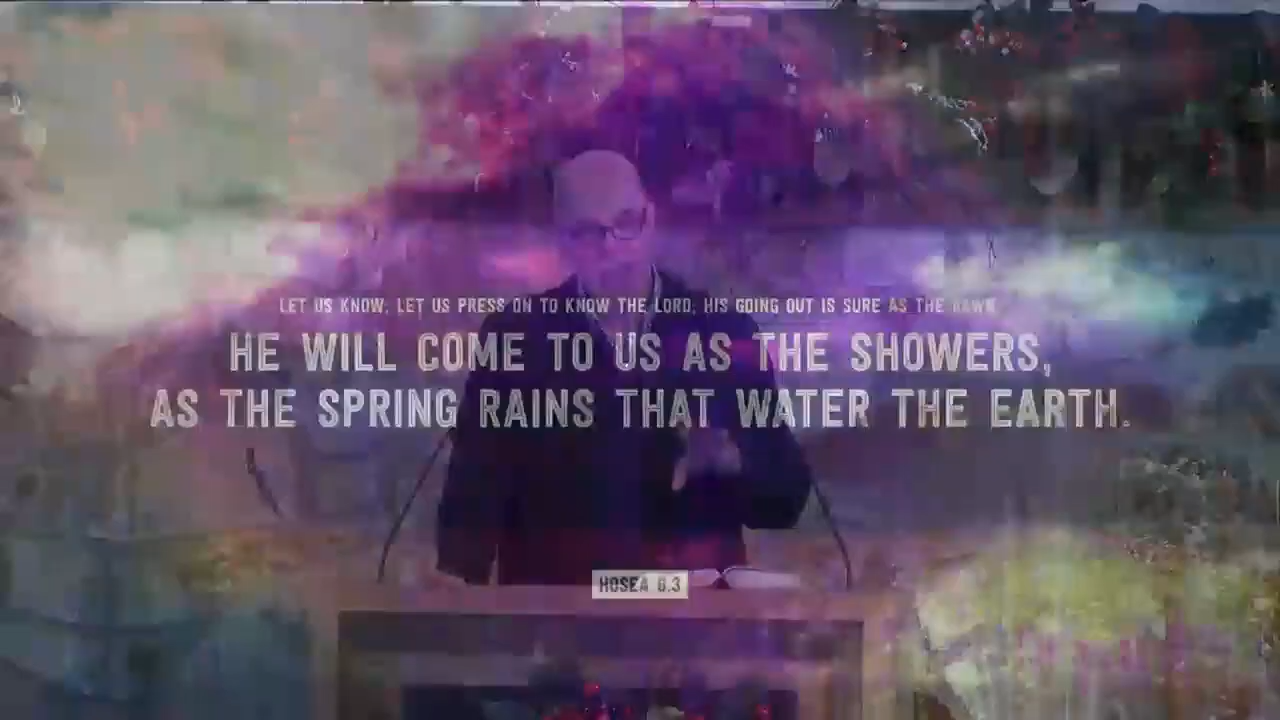 LET US KNOW; LET US PRESS ON TO KNOW THE LORD; HIS GOING OUT IS SURE AS THE DAWN
HE WILL COME TO US AS THE SHOWERS,
AS THE SPRING RAINS THAT WATER THE EARTH.
HOSEA 6.3